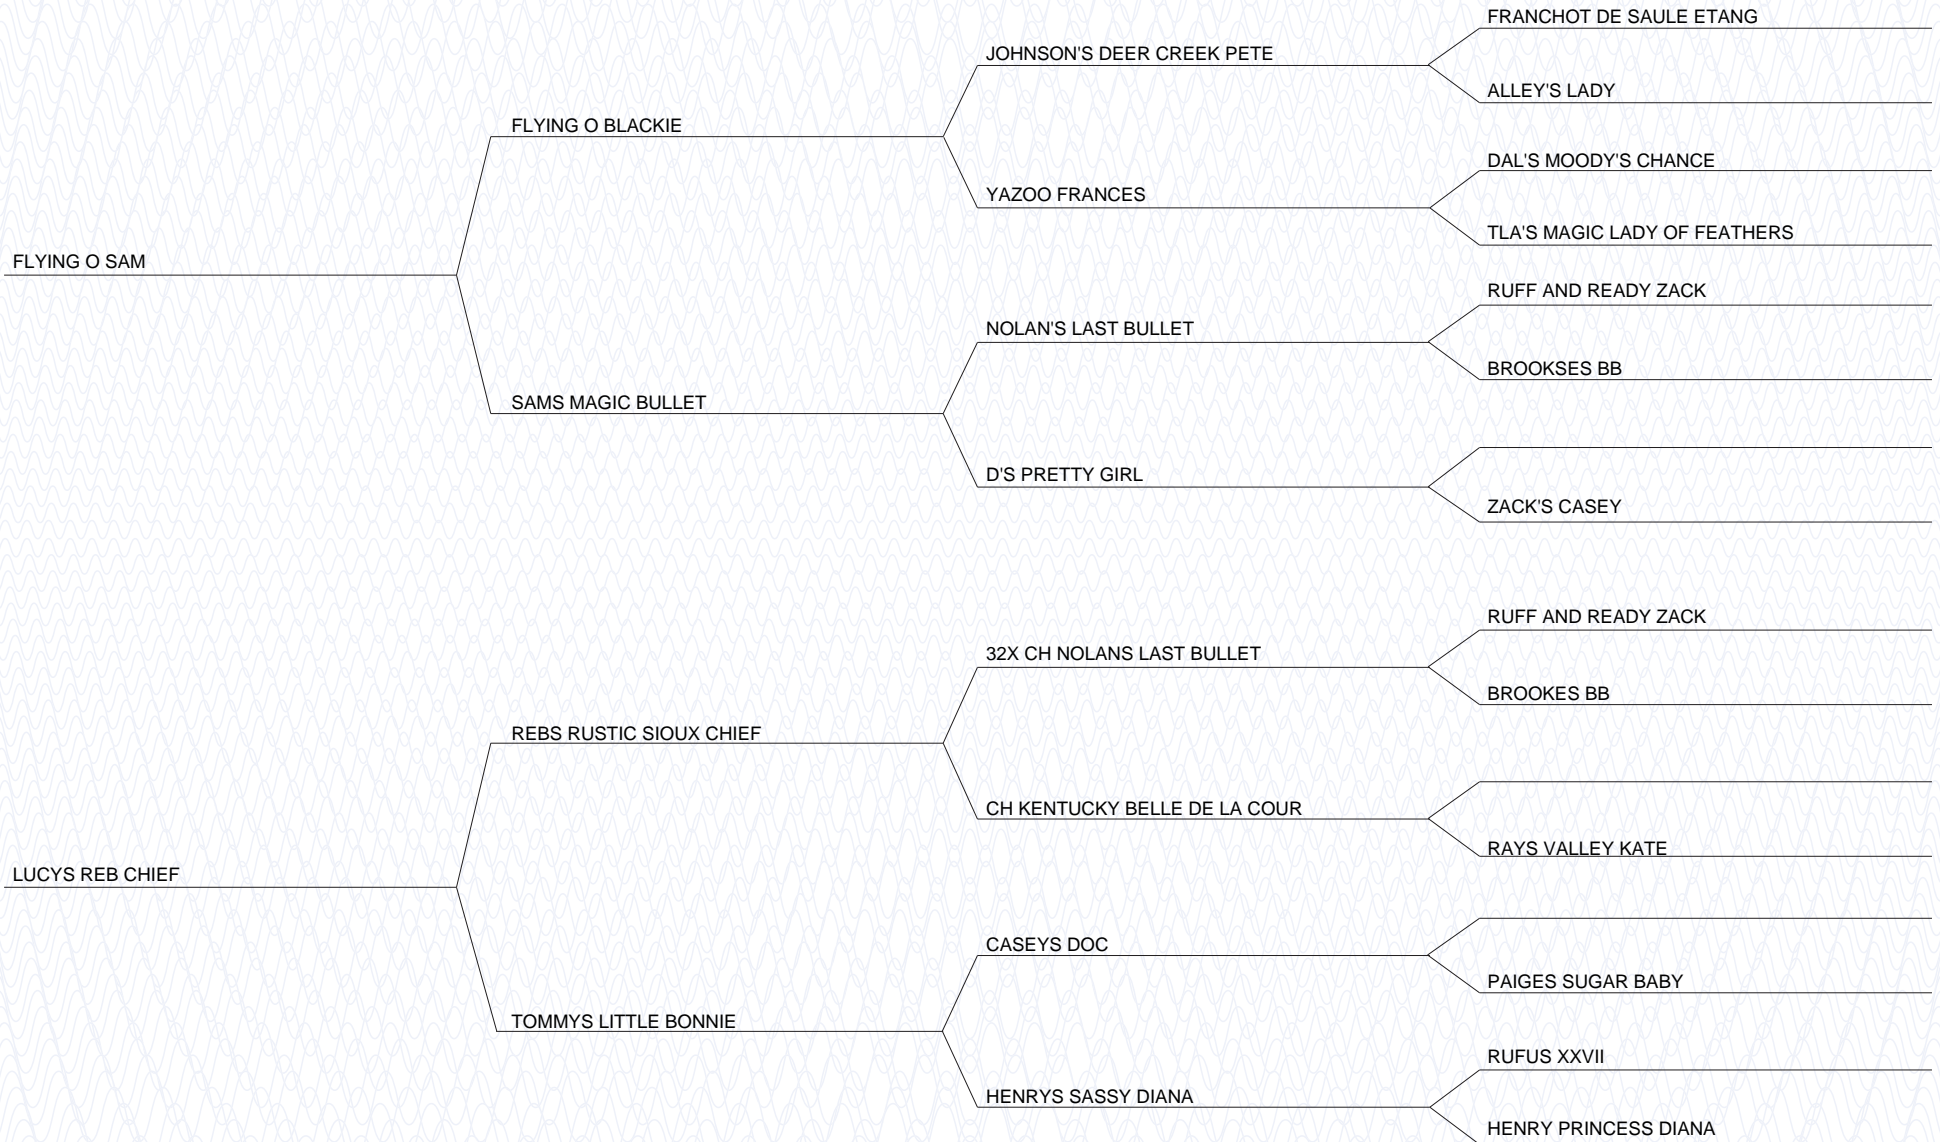 FRANCHOT DE SAULE ETANG
JOHNSON'S DEER CREEK PETE
ALLEY'S LADY
FLYING O BLACKIE
DAL'S MOODY'S CHANCE
YAZOO FRANCES
TLA'S MAGIC LADY OF FEATHERS
FLYING O SAM
RUFF AND READY ZACK
NOLAN'S LAST BULLET
BROOKSES BB
SAMS MAGIC BULLET
D'S PRETTY GIRL
ZACK'S CASEY
RUFF AND READY ZACK
32X CH NOLANS LAST BULLET
BROOKES BB
REBS RUSTIC SIOUX CHIEF
CH KENTUCKY BELLE DE LA COUR
RAYS VALLEY KATE
LUCYS REB CHIEF
CASEYS DOC
PAIGES SUGAR BABY
TOMMYS LITTLE BONNIE
RUFUS XXVII
HENRYS SASSY DIANA
HENRY PRINCESS DIANA